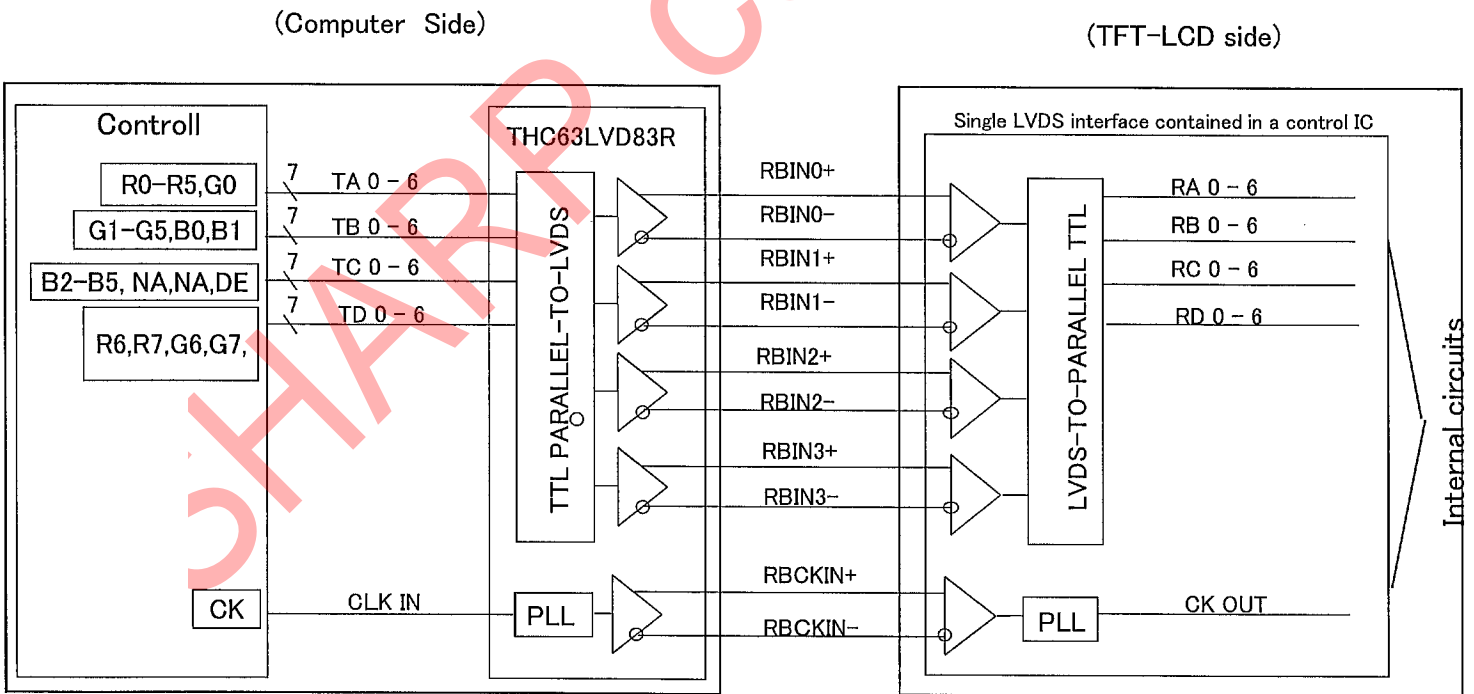 (Computer Side)
(TFT-LCD side)
SHARP C
Controll
THC63LVD83R
Single LVDS interface contained in a control IC
R0-R5,G0
7
TA 0 - 6
G1-G5,B0,B1
7
TB 0 - 6
B2-B5, NA,NA,DE
7
TC 0 - 6
R6,R7,G6,G7,
7
TD 0 - 6
TTL PARALLEL-TO-LVDS
RBIN0+
RBIN0-
RBIN1+
RBIN1-
RBIN2+
RBIN2-
RBIN3+
RBIN3-
LVDS-TO-PARALLEL TTL
RA 0 - 6
RB 0 - 6
RC 0 - 6
RD 0 - 6
Internal circuits
CK
CLK IN
PLL
RBCKIN+
RBCKIN-
PLL
CK OUT